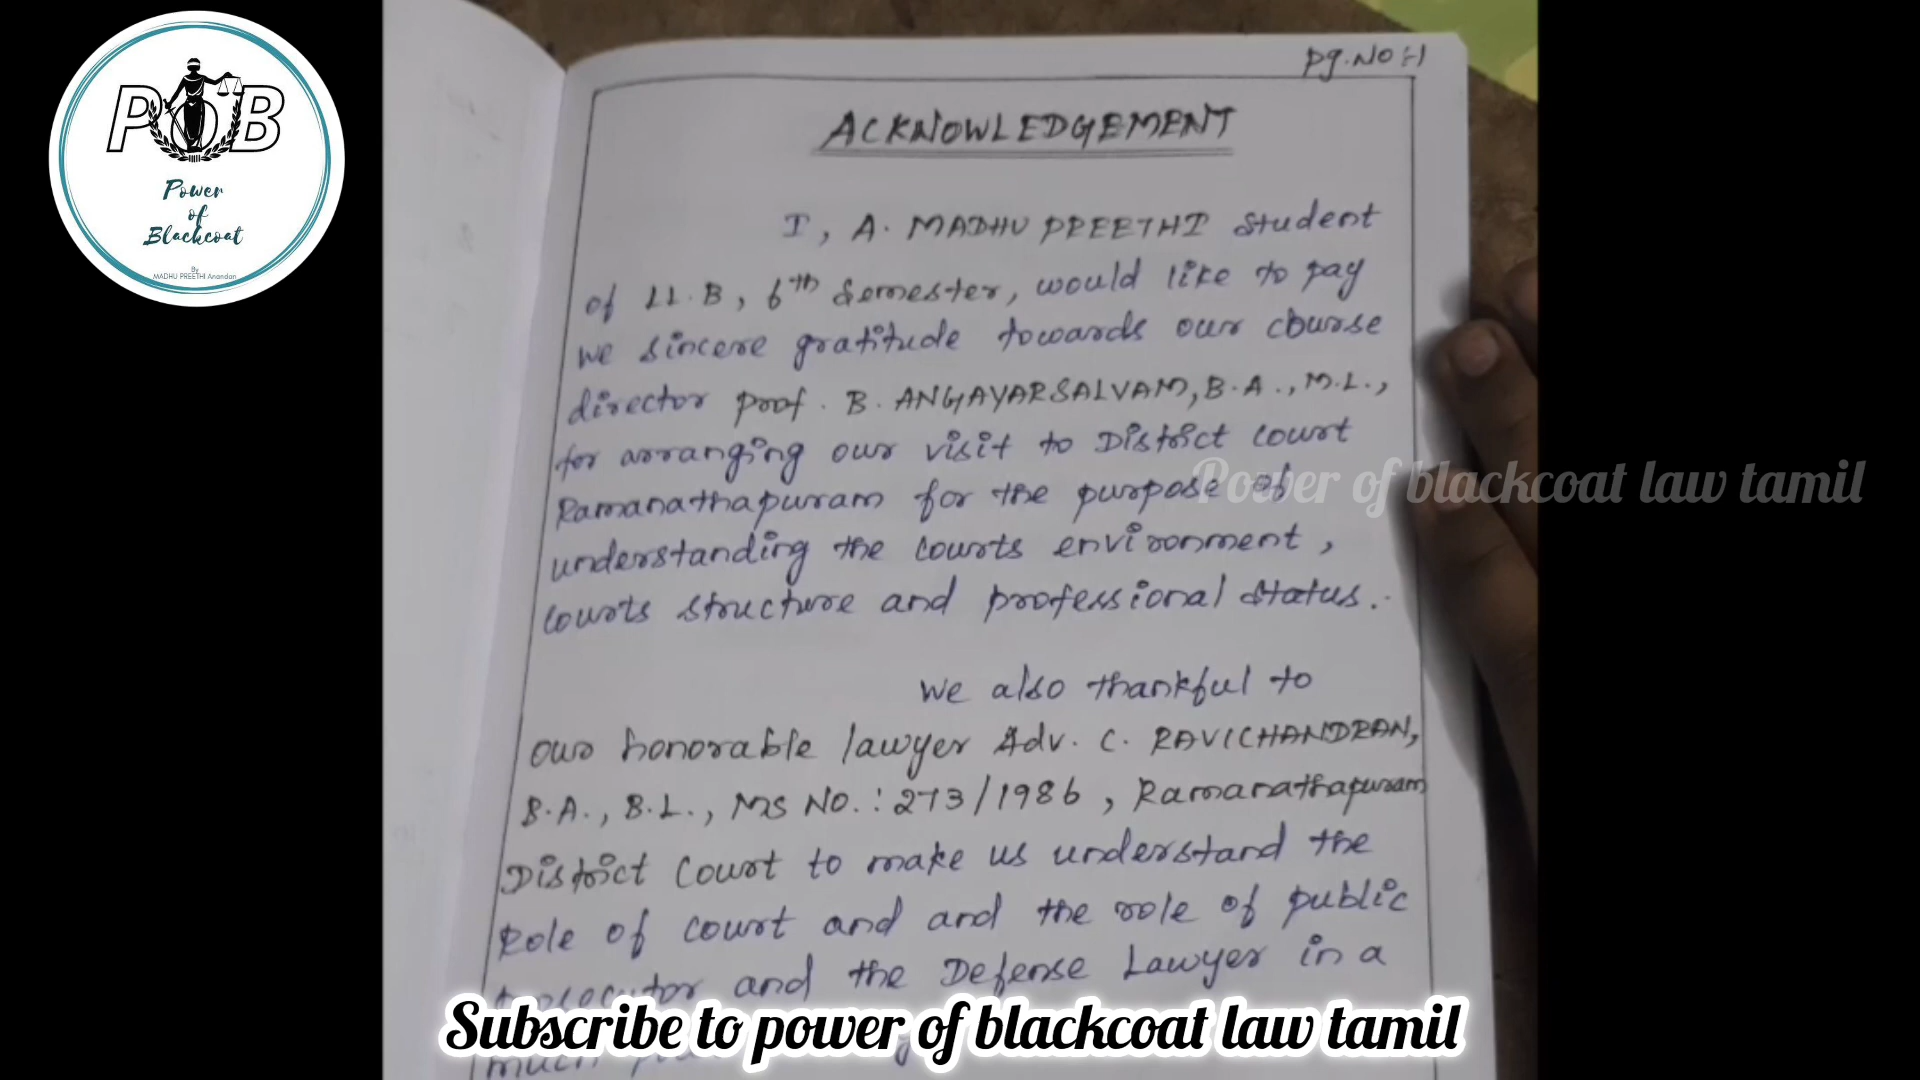 POB
Power
of
Blackcoat
By
MADHU PREETHI Anandan
Pg.No:-1
ACKNOWLEDGEMENT
I, A. MADHU PREETHI student
of LL.B, 6th Semester, would like to pay
we sincere gratitude towards our course
director prof. B. ANGAYARSALVAM, B.A., M.L.,
for arranging our visit to District court
Ramanathapuram for the purpose of
understanding the courts environment,
courts structure and professional status.
Power of blackcoat law tamil
We also thankful to
our honorable lawyer Adv. C. RAVICHANDRAN,
B.A., B.L., MS No.: 273/1986, Ramanathapuram
District Court to make us understand the
Role of court and and the role of public
and the Defense Lawyer in a
Subscribe to power of blackcoat law tamil
much